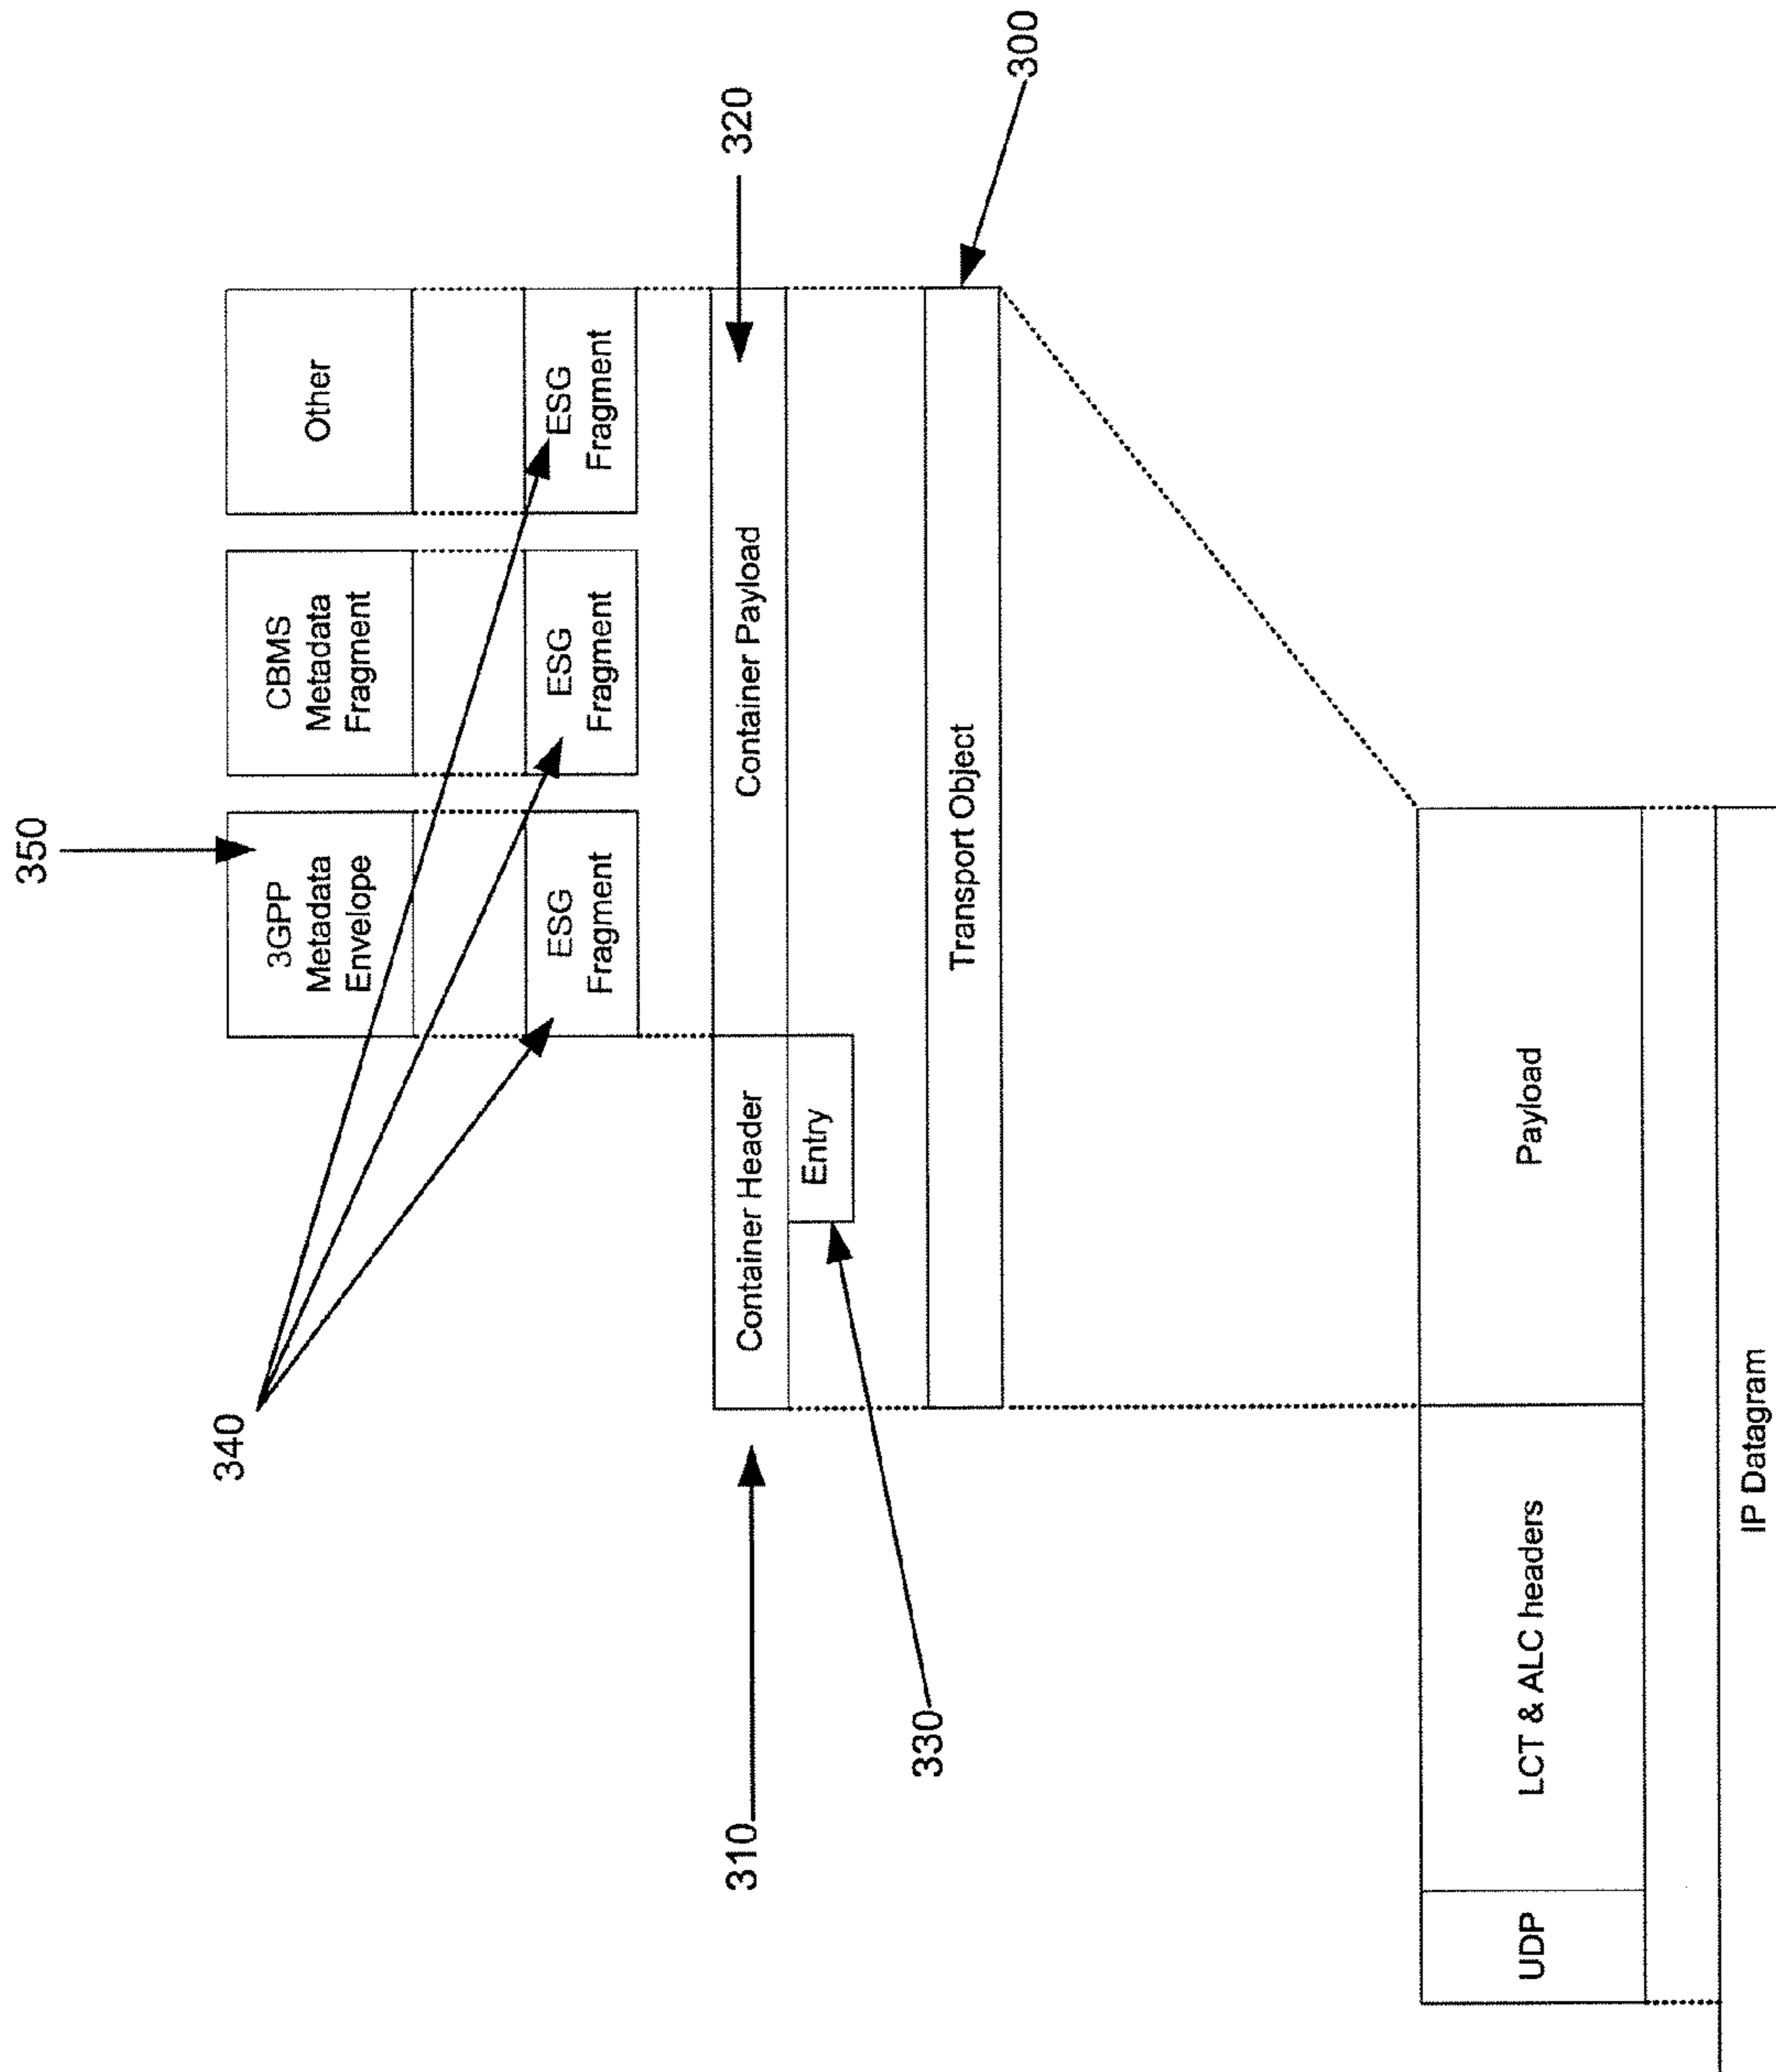 350
340
3GPP
Metadata
Envelope
CBMS
Metadata
Fragment
Other
ESG
Fragment
ESG
Fragment
ESG
Fragment
310
320
Container Header
Container Payload
330
Entry
300
Transport Object
UDP
LCT & ALC headers
Payload
IP Datagram